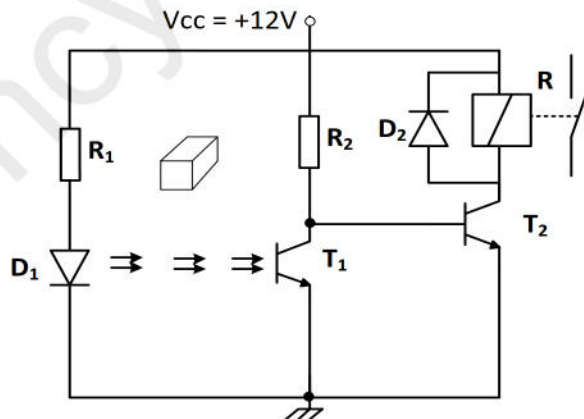 Vcc = +12V
R
D₂
R₁
R₂
T₂
T₁
D₁